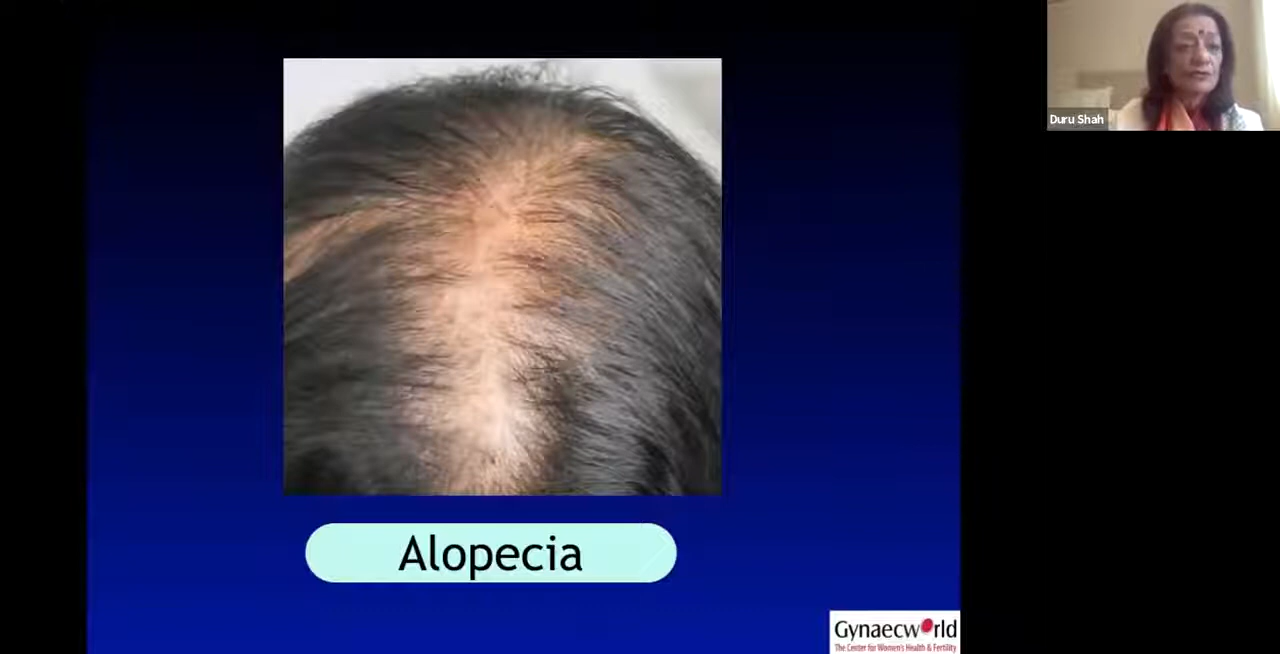 Duru Shah
Alopecia
Gynaecworld
The Center for Women's Health & Fertility